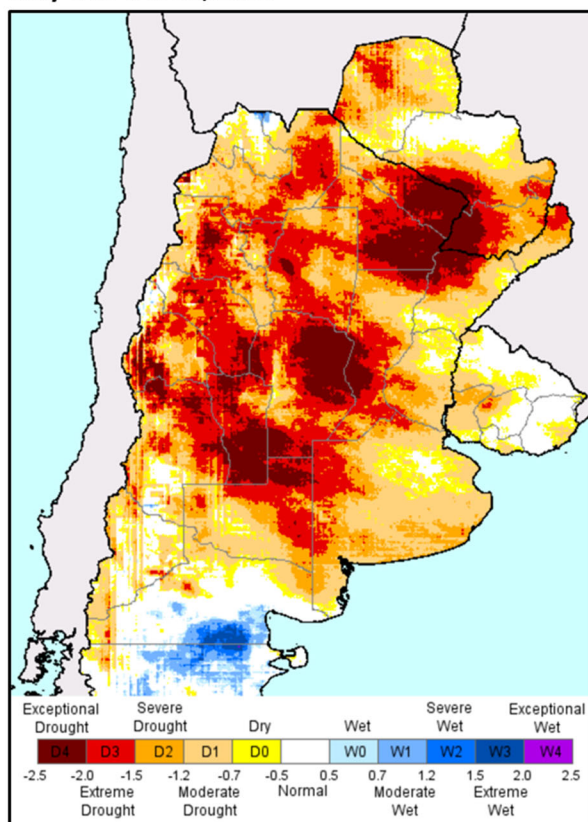 Exceptional Drought
Severe Drought
Dry
Wet
Severe Wet
Exceptional Wet
D4 D3 D2 D1 D0 W0 W1 W2 W3 W4
-2.5 -2.0 -1.5 -1.2 -0.7 -0.5 0.5 0.7 1.2 1.5 2.0 2.5
Extreme Drought
Moderate Drought
Normal
Moderate Wet
Extreme Wet